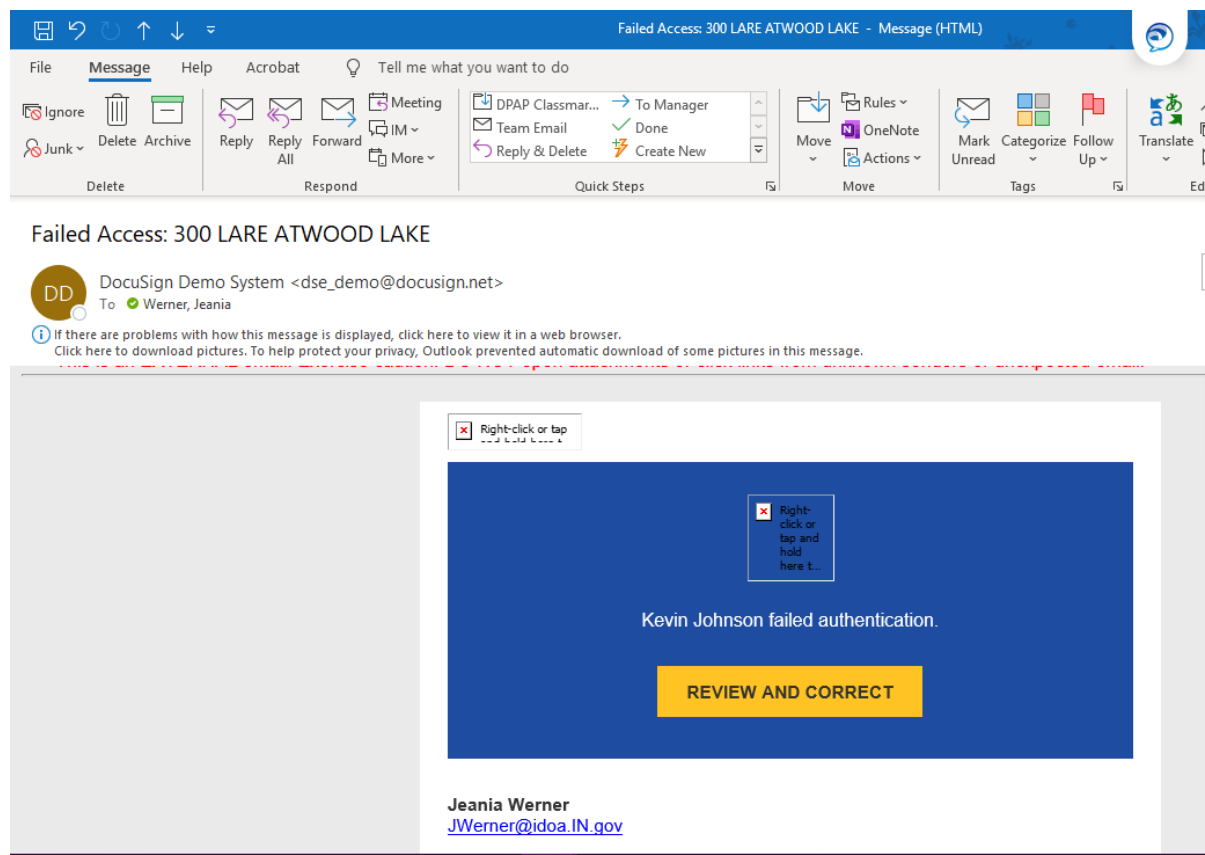 Failed Access: 300 LARE ATWOOD LAKE - Message (HTML)
File Message Help Acrobat Tell me what you want to do
Ignore
Junk
Delete
Archive
Delete
Reply
Reply All
Forward
Meeting
IM
More
Respond
DPAP Classmar...
Team Email
Reply & Delete
To Manager
Done
Create New
Quick Steps
Move
Rules
OneNote
Actions
Move
Mark Unread
Categorize
Follow Up
Tags
Translate
Ed
Failed Access: 300 LARE ATWOOD LAKE
DD
DocuSign Demo System <dse_demo@docusign.net>
To Werner, Jeania
If there are problems with how this message is displayed, click here to view it in a web browser.
Click here to download pictures. To help protect your privacy, Outlook prevented automatic download of some pictures in this message.
Right-click or tap
Right-
click or
tap and
hold
here t...
Kevin Johnson failed authentication.
REVIEW AND CORRECT
Jeania Werner
JWerner@idoa.IN.gov